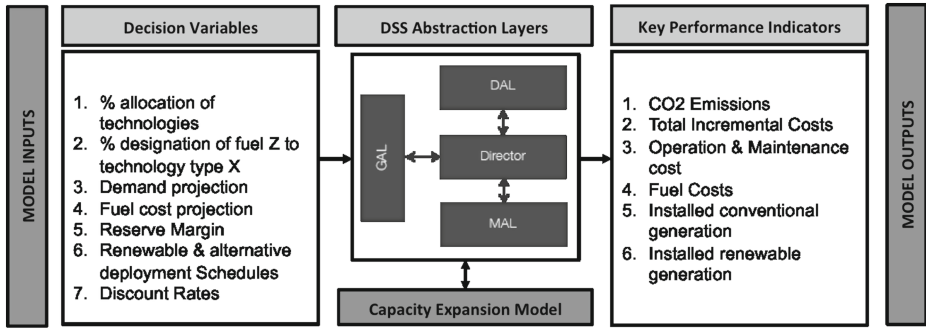 MODEL INPUTS
Decision Variables
1. % allocation of
technologies
2. % designation of fuel Z to
technology type X
3. Demand projection
4. Fuel cost projection
5. Reserve Margin
6. Renewable & alternative
deployment Schedules
7. Discount Rates
DSS Abstraction Layers
GAL
DAL
Director
MAL
Capacity Expansion Model
Key Performance Indicators
1. CO2 Emissions
2. Total Incremental Costs
3. Operation & Maintenance
cost
4. Fuel Costs
5. Installed conventional
generation
6. Installed renewable
generation
MODEL OUTPUTS